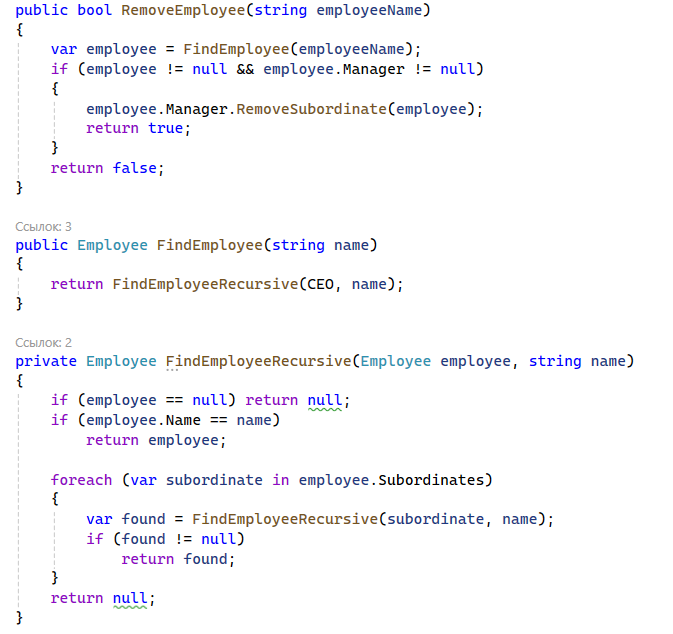 public bool RemoveEmployee(string employeeName)
{
    var employee = FindEmployee(employeeName);
    if (employee != null && employee.Manager != null)
    {
        employee.Manager.RemoveSubordinate(employee);
        return true;
    }
    return false;
}
Ссылок: 3
public Employee FindEmployee(string name)
{
    return FindEmployeeRecursive(CEO, name);
}
Ссылок: 2
private Employee FindEmployeeRecursive(Employee employee, string name)
{
    if (employee == null) return null;
    if (employee.Name == name)
        return employee;
    foreach (var subordinate in employee.Subordinates)
    {
        var found = FindEmployeeRecursive(subordinate, name);
        if (found != null)
            return found;
    }
    return null;
}